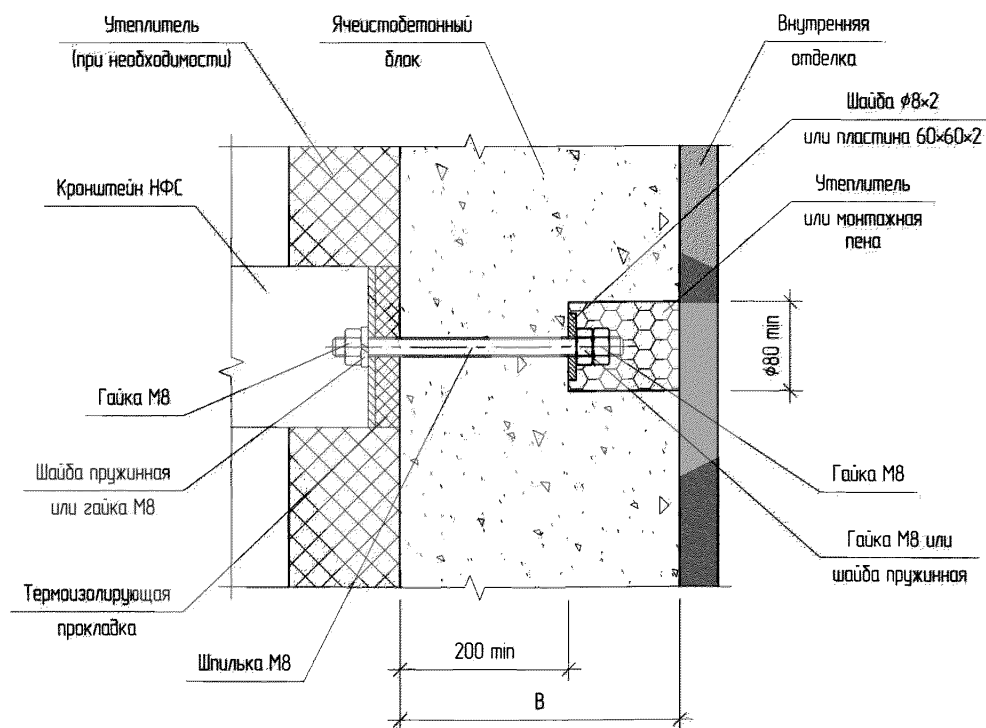 Утеплитель
(при необходимости)
Ячеистобетонный
блок
Внутренняя
отделка
Шайба ϕ8×2
или пластина 60×60×2
Кронштейн НФС
Утеплитель
или монтажная
пена
ϕ80 min
Гайка М8
Шайба пружинная
или гайка М8
Гайка М8
Гайка М8 или
шайба пружинная
Термоизолирующая
прокладка
Шпилька М8
200 min
В